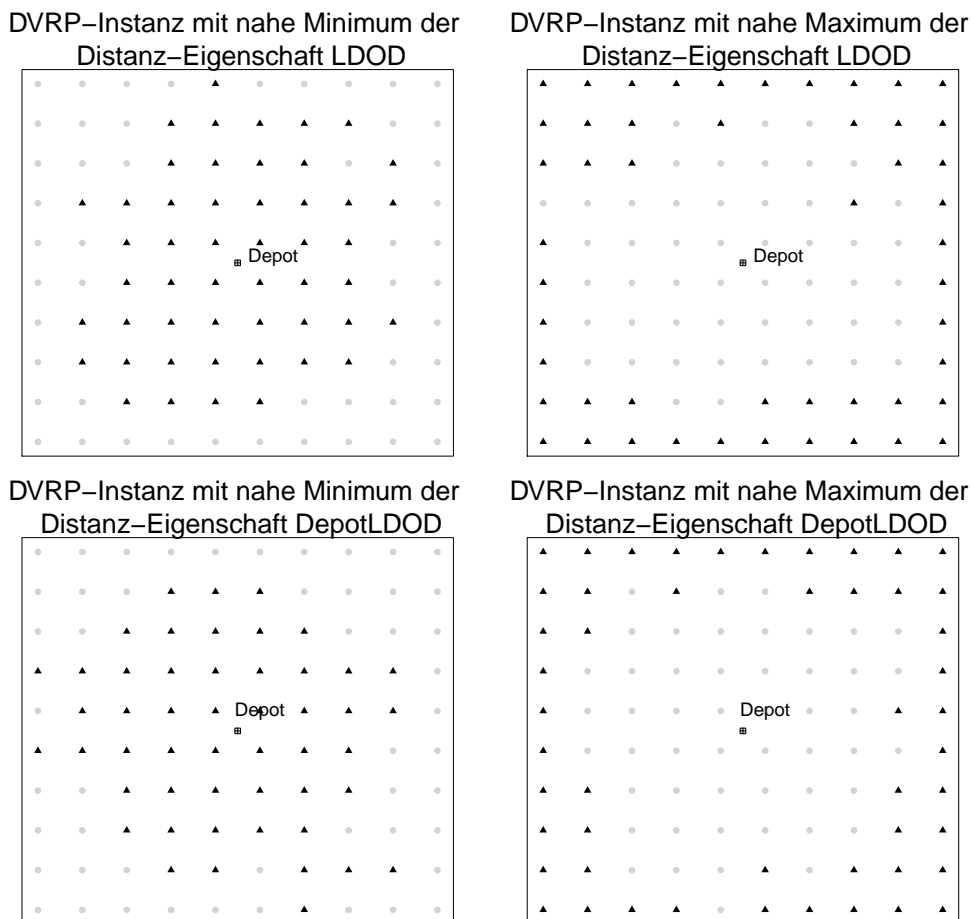 DVRP−Instanz mit nahe Minimum der
Distanz−Eigenschaft LDOD
Depot
DVRP−Instanz mit nahe Maximum der
Distanz−Eigenschaft LDOD
Depot
DVRP−Instanz mit nahe Minimum der
Distanz−Eigenschaft DepotLDOD
Depot
DVRP−Instanz mit nahe Maximum der
Distanz−Eigenschaft DepotLDOD
Depot